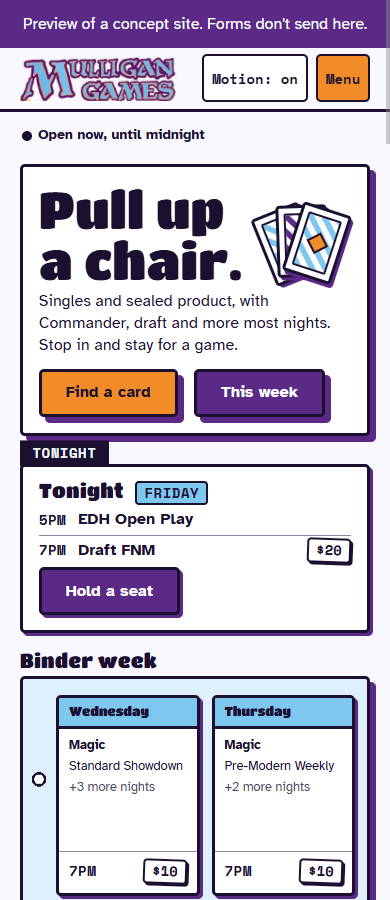 Preview of a concept site. Forms don't send here.
MULLIGAN GAMES
Motion: on
Menu
Open now, until midnight
Pull up
a chair.
Singles and sealed product, with
Commander, draft and more most nights.
Stop in and stay for a game.
Find a card
This week
TONIGHT
Tonight
FRIDAY
5PM EDH Open Play
7PM Draft FNM
$20
Hold a seat
Binder week
Wednesday
Magic
Standard Showdown
+3 more nights
7PM
$10
Thursday
Magic
Pre-Modern Weekly
+2 more nights
7PM
$10